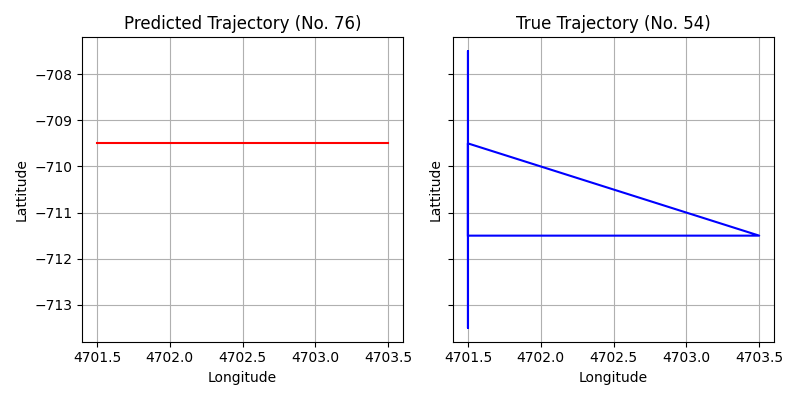 Predicted Trajectory (No. 76)
Lattitude
−708
−709
−710
−711
−712
−713
4701.5 4702.0 4702.5 4703.0 4703.5
Longitude
True Trajectory (No. 54)
Lattitude
4701.5 4702.0 4702.5 4703.0 4703.5
Longitude